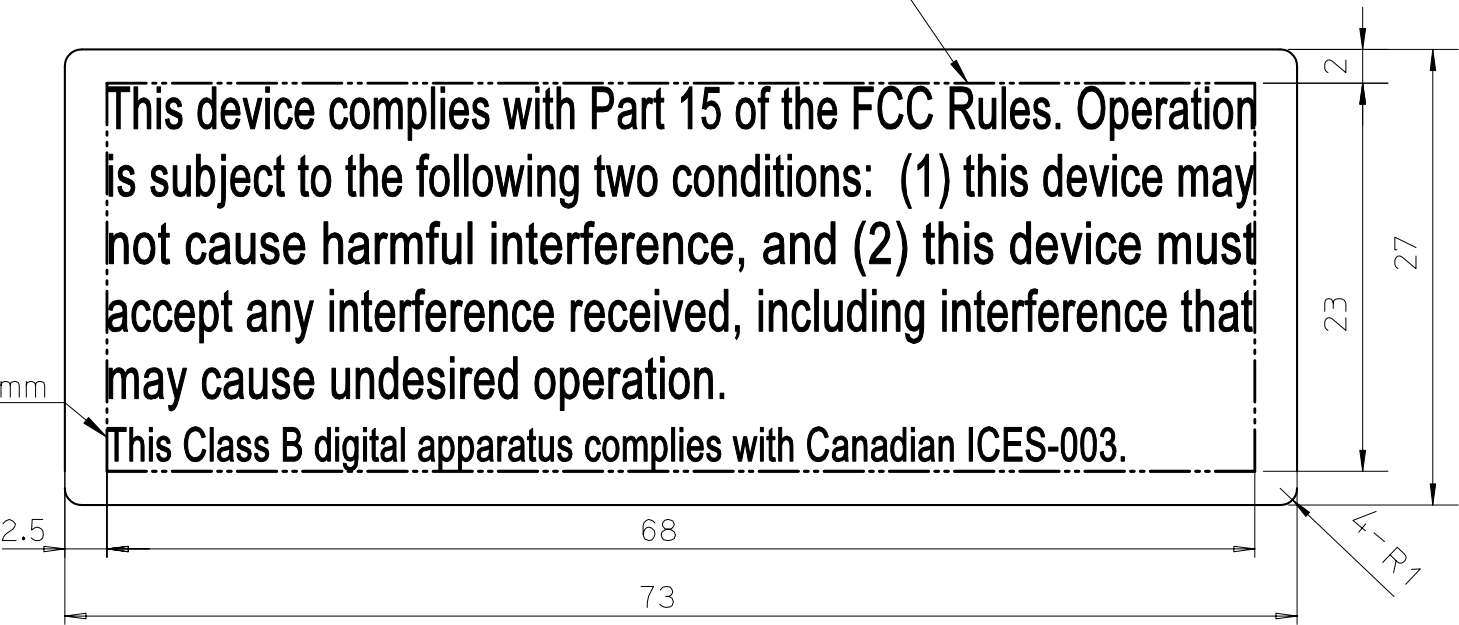 This device complies with Part 15 of the FCC Rules. Operation
is subject to the following two conditions:  (1) this device may
not cause harmful interference, and (2) this device must
accept any interference received, including interference that
may cause undesired operation.
This Class B digital apparatus complies with Canadian ICES-003.
2
27
23
mm
2.5
68
4-R1
73